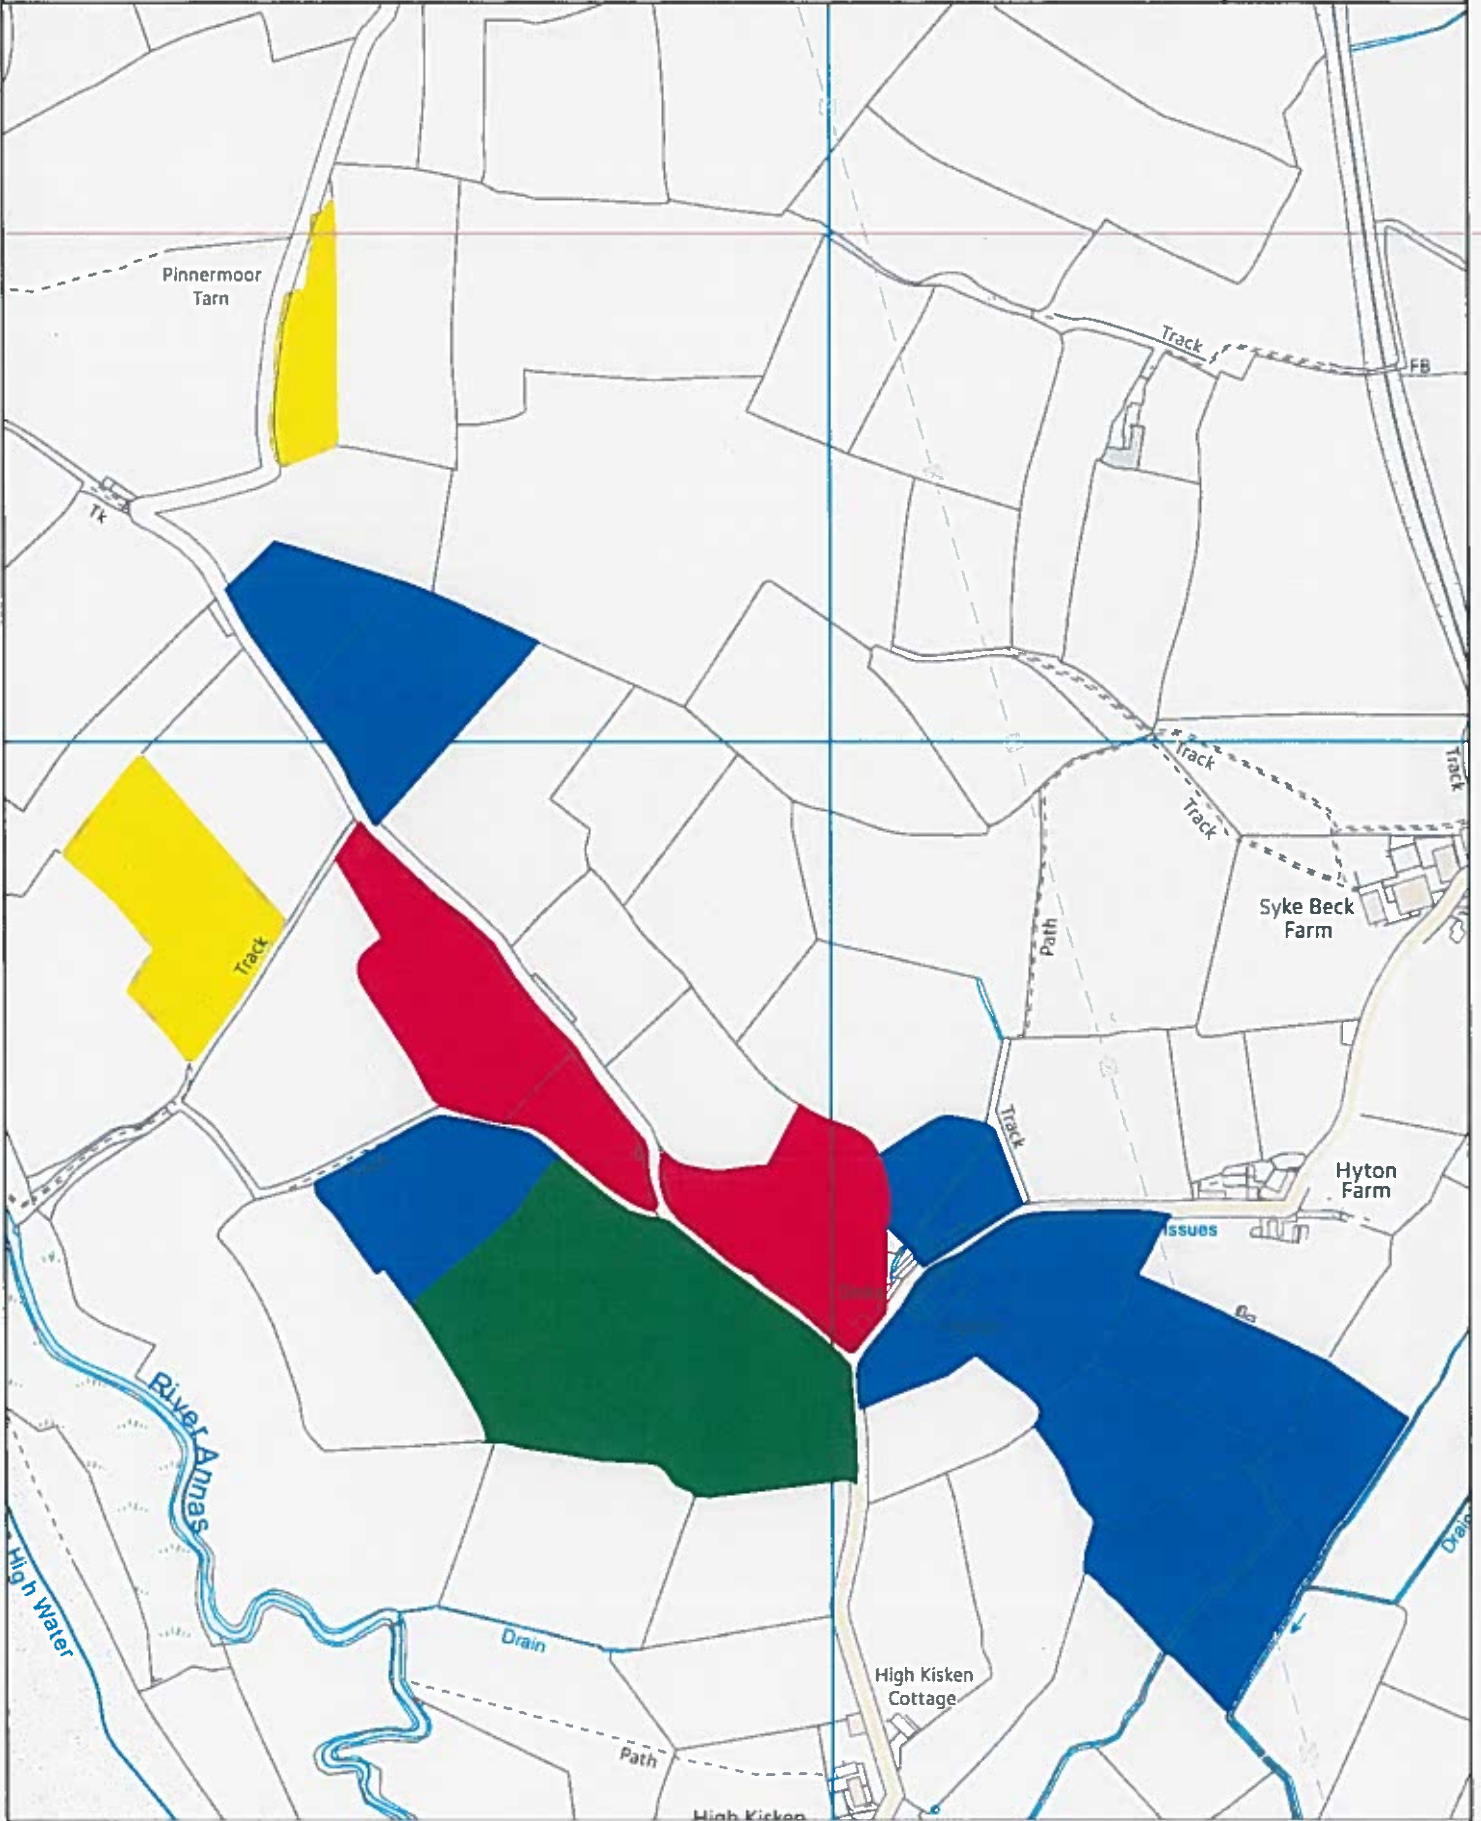 Pinnermoor
Tarn
Track
FB
Tk
Track
Track
Track
Syke Beck
Farm
Path
Track
Track
Hyton
Farm
Issues
River Annas
High Water
Drain
Drain
High Kisken
Cottage
Path
High Kisken